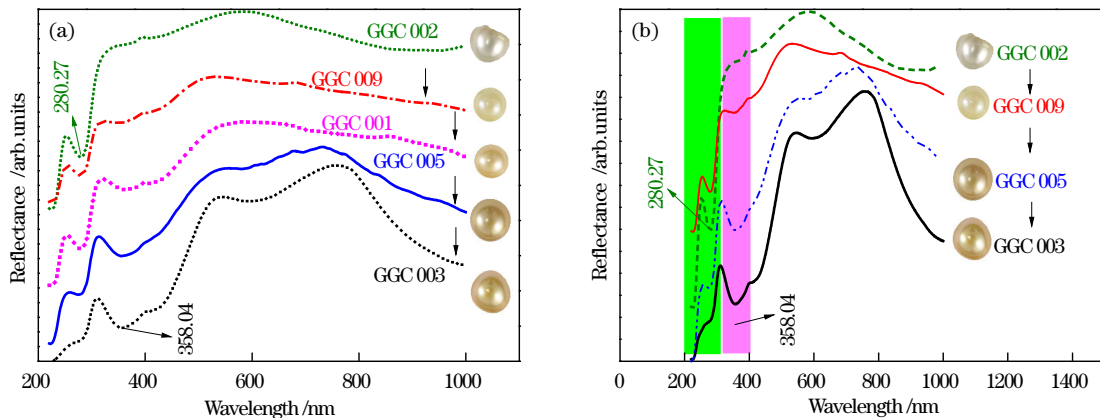 (a)
GGC 002
GGC 009
280.27
GGC 001
GGC 005
GGC 003
358.04
Reflectance /arb.units
200 400 600 800 1000
Wavelength /nm
(b)
GGC 002
GGC 009
280.27
GGC 005
GGC 003
358.04
Reflectance /arb.units
0 200 400 600 800 1000 1200 1400
Wavelength /nm